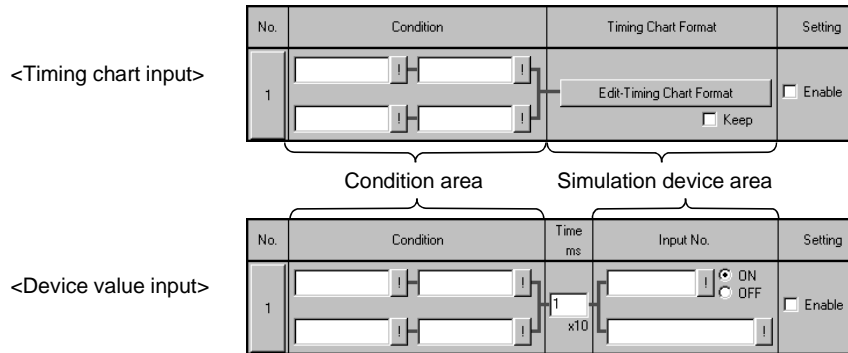 No. Condition Timing Chart Format Setting
<Timing chart input>
! ! 
1 Edit-Timing Chart Format Enable
! ! Keep
Condition area Simulation device area
No. Condition Time ms Input No. Setting
<Device value input>
! ! ! ON
OFF
1 1 Enable
! ! x10 !